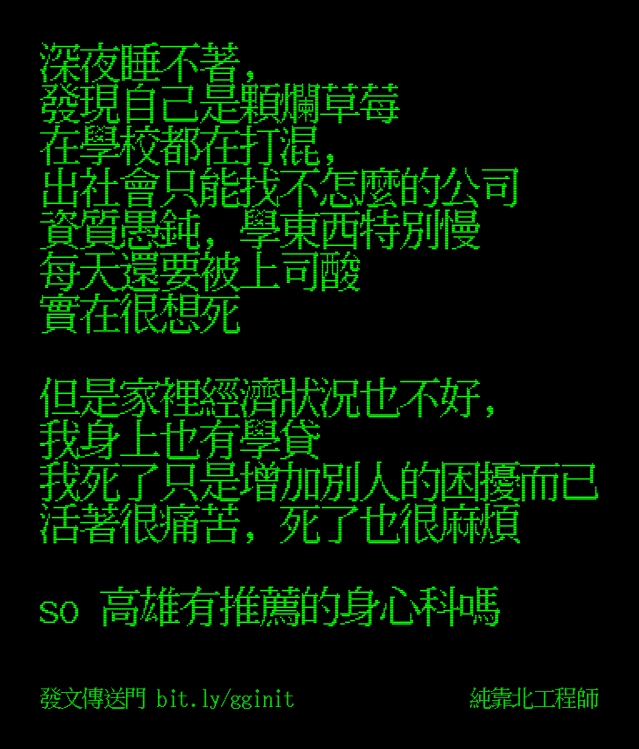 深夜睡不著,
發現自己是顆爛草莓
在學校都在打混,
出社會只能找不怎麼的公司
資質愚鈍, 學東西特別慢
每天還要被上司酸
實在很想死
但是家裡經濟狀況也不好,
我身上也有學貸
我死了只是增加別人的困擾而已
活著很痛苦, 死了也很麻煩
so 高雄有推薦的身心科嗎
發文傳送門 bit.ly/gginit
純靠北工程師